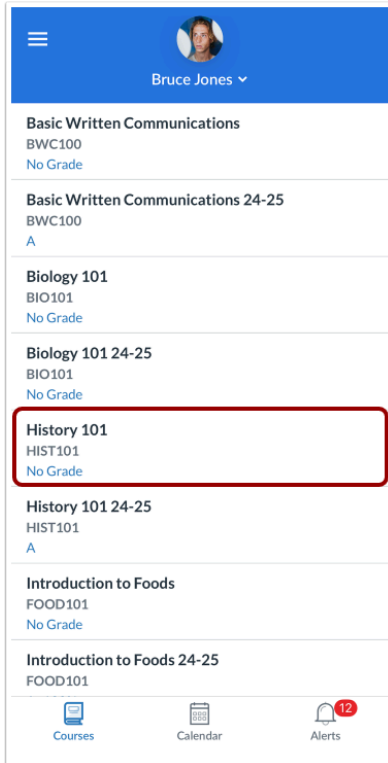 Bruce Jones
Basic Written Communications
BWC100
No Grade
Basic Written Communications 24-25
BWC100
A
Biology 101
BIO101
No Grade
Biology 101 24-25
BIO101
No Grade
History 101
HIST101
No Grade
History 101 24-25
HIST101
A
Introduction to Foods
FOOD101
No Grade
Introduction to Foods 24-25
FOOD101
12
Courses Calendar Alerts